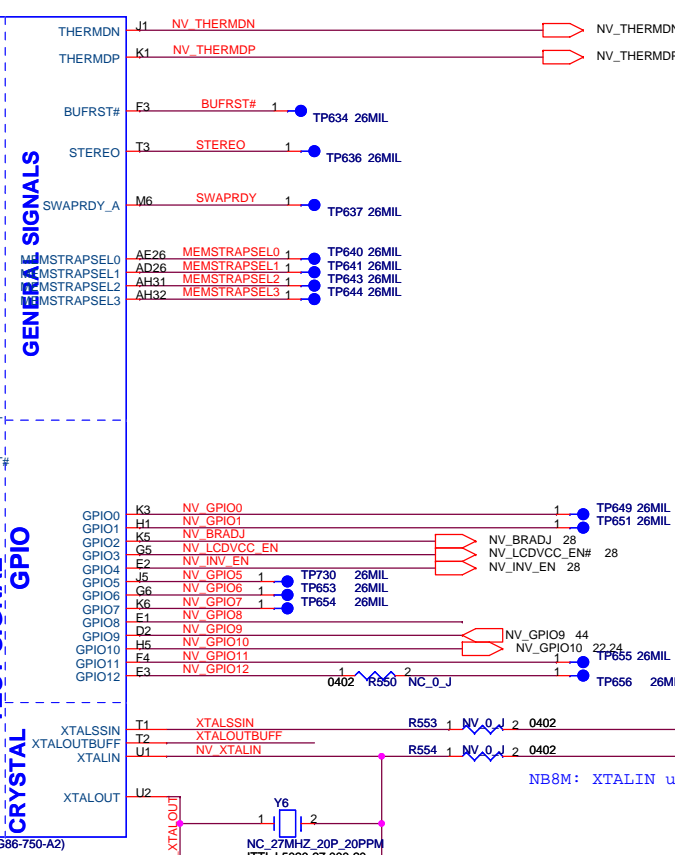 THERMDN J1 NV_THERMDN NV_THERMDN
THERMDP K1 NV_THERMDP NV_THERMDP
BUFRST# F3 BUFRST# 1 TP634 26MIL
STEREO T3 STEREO 1 TP636 26MIL
SWAPRDY_A M6 SWAPRDY 1 TP637 26MIL
MEMSTRAPSEL0 AE26 MEMSTRAPSEL0 1 TP640 26MIL
MEMSTRAPSEL1 AD26 MEMSTRAPSEL1 1 TP641 26MIL
MEMSTRAPSEL2 AH31 MEMSTRAPSEL2 1 TP643 26MIL
MEMSTRAPSEL3 AH32 MEMSTRAPSEL3 1 TP644 26MIL
GENERAL SIGNALS
#
GPIO0 K3 NV_GPIO0 1 TP649 26MIL
GPIO1 H1 NV_GPIO1 1 TP651 26MIL
GPIO2 K5 NV_BRADJ NV_BRADJ 28
GPIO3 G5 NV_LCDVCC_EN NV_LCDVCC_EN# 28
GPIO4 E2 NV_INV_EN NV_INV_EN 28
GPIO5 J5 NV_GPIO5 1 TP730 26MIL
GPIO6 G6 NV_GPIO6 1 TP653 26MIL
GPIO7 K6 NV_GPIO7 1 TP654 26MIL
GPIO8 E1 NV_GPIO8
GPIO9 D2 NV_GPIO9 NV_GPIO9 44
GPIO10 H5 NV_GPIO10 NV_GPIO10 22,24
GPIO11 F4 NV_GPIO11 1 TP655 26MIL
GPIO12 E3 NV_GPIO12 1 2 1 TP656 26MI
0402 R550 NC_0_J
GPIO
XTALSSIN T1 XTALSSIN R553 1 NV_0_J 2 0402
XTALOUTBUFF T2 XTALOUTBUFF
XTALIN U1 NV_XTALIN R554 1 NV_0_J 2 0402
NB8M: XTALIN u
XTALOUT U2
XTALOUT
CRYSTAL
Y6
1 2
NC_27MHZ_20P_20PPM
G86-750-A2)